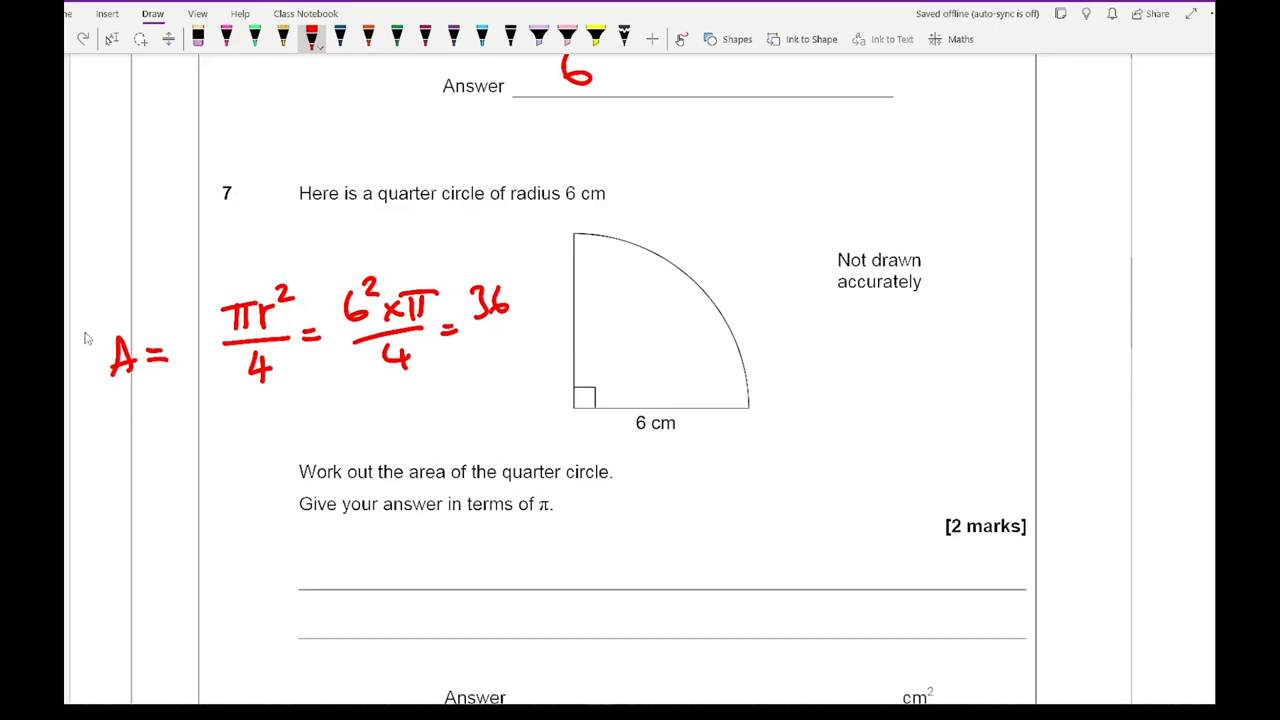 me Insert Draw View Help Class Notebook Saved offline (auto-sync is off) Share
Shapes Ink to Shape Ink to Text Maths
6
Answer
7 Here is a quarter circle of radius 6 cm
Not drawn
accurately
A = πr²/4 = 6²×π/4 = 36
6 cm
Work out the area of the quarter circle.
Give your answer in terms of π.
[2 marks]
Answer cm²